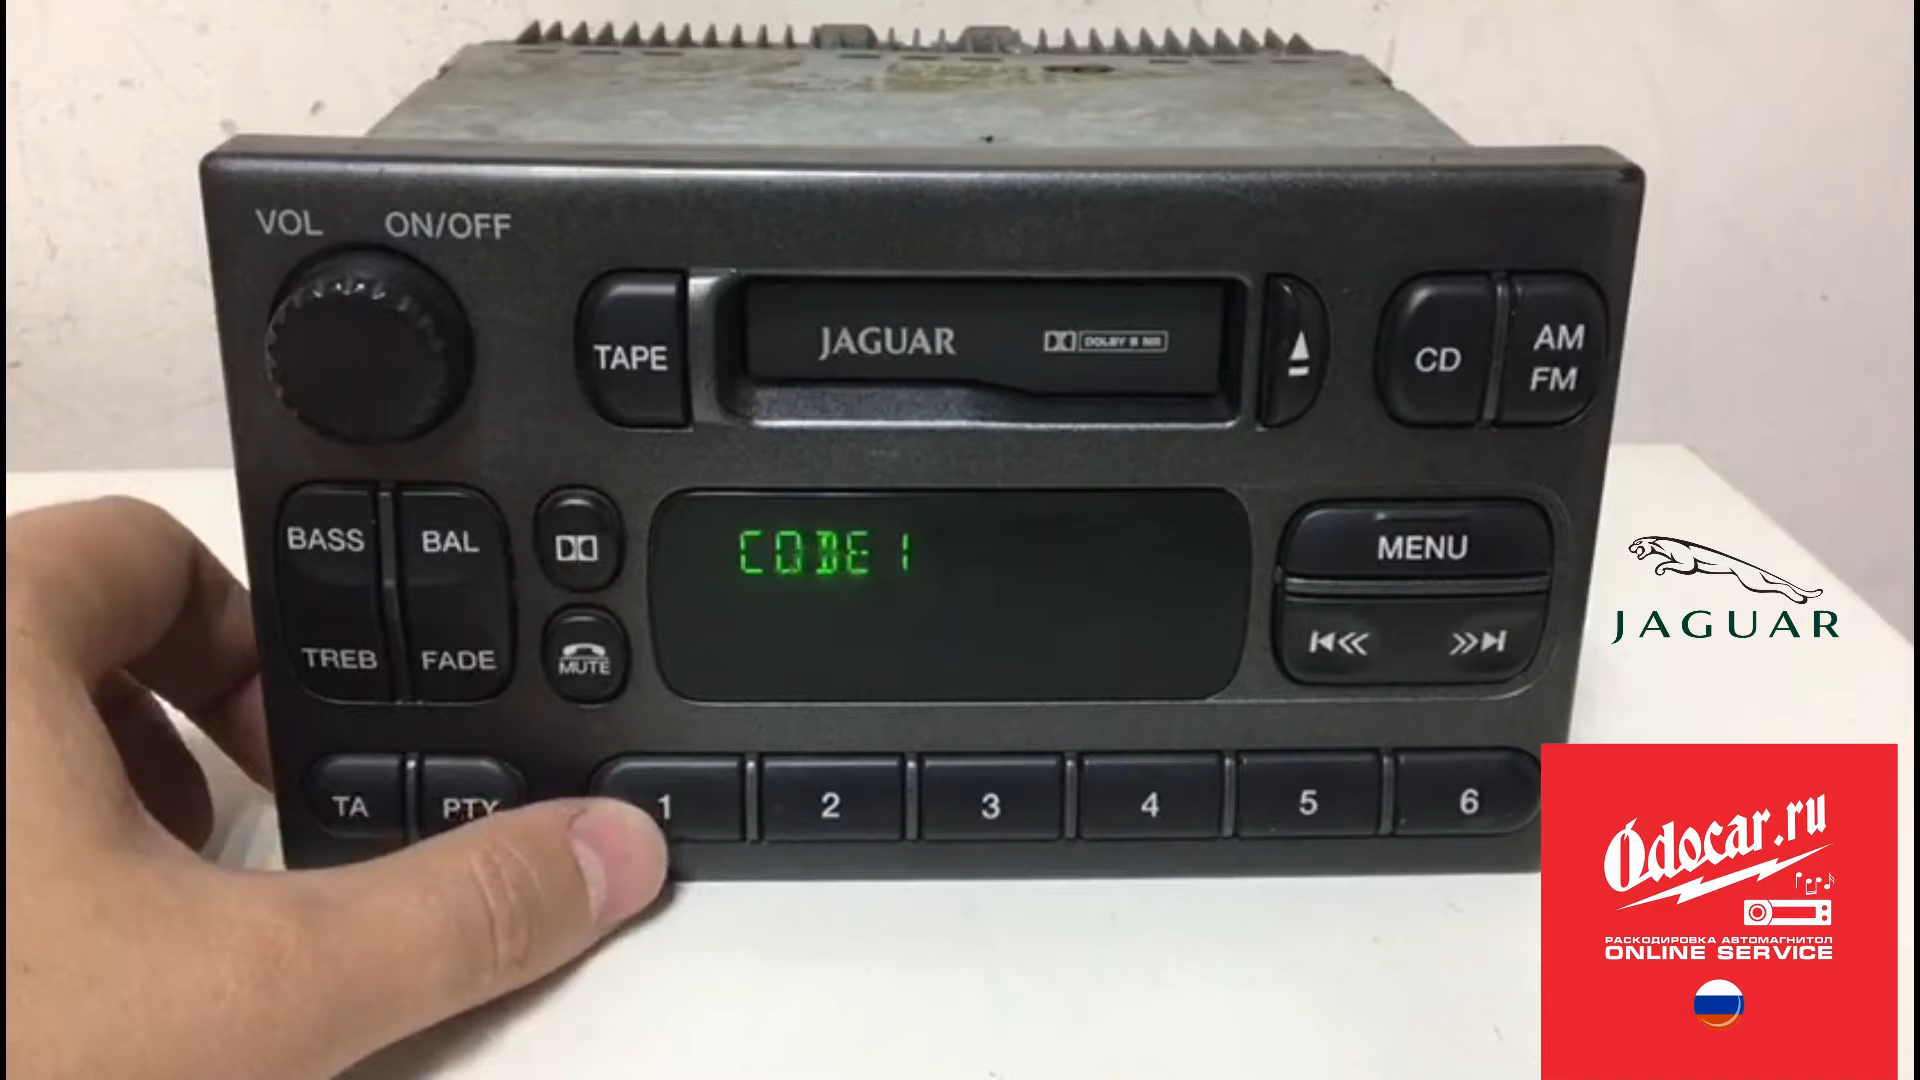 VOL ON/OFF
TAPE
JAGUAR
DOLBY B NR
CD
AM
FM
BASS
BAL
TREB
FADE
MUTE
CODE 1
MENU
TA
PTY
1
2
3
4
5
6
JAGUAR
Odocar.ru
РАСКОДИРОВКА АВТОМАГНИТОЛ
ONLINE SERVICE